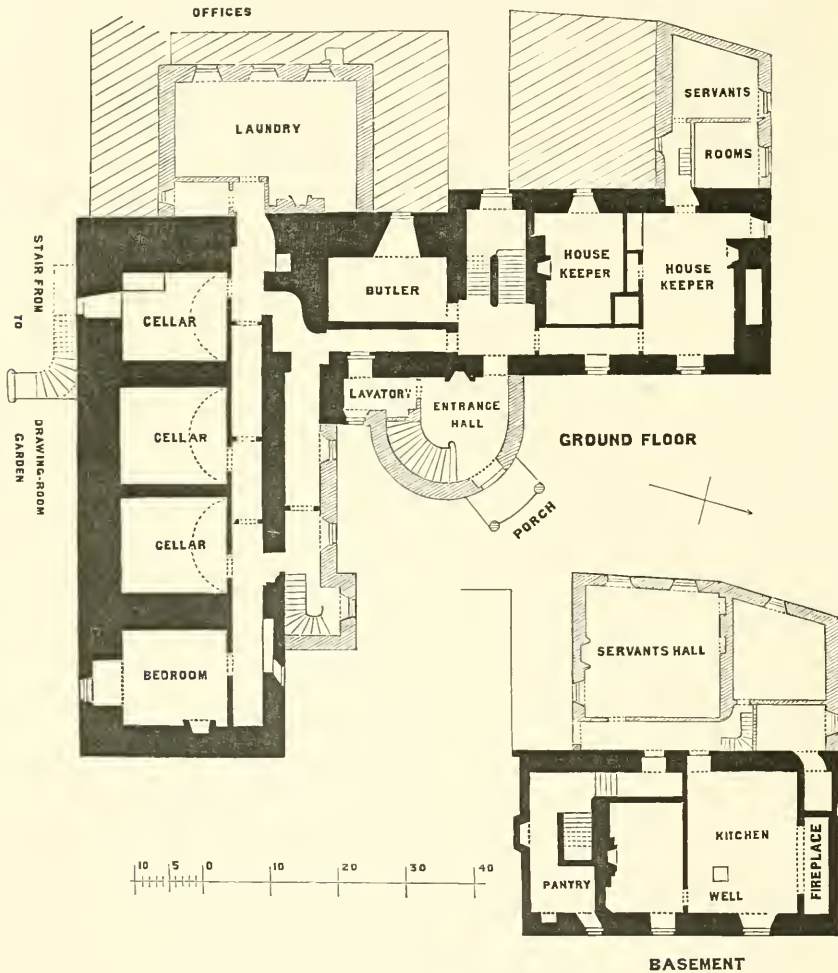 OFFICES
LAUNDRY
SERVANTS
ROOMS
HOUSE
KEEPER
HOUSE
KEEPER
BUTLER
STAIR FROM
TO
DRAWING-ROOM
GARDEN
CELLAR
LAVATORY
ENTRANCE
HALL
CELLAR
GROUND FLOOR
PORCH
CELLAR
BEDROOM
SERVANTS HALL
KITCHEN
FIREPLACE
PANTRY
WELL
10 5 0 10 20 30 40
BASEMENT